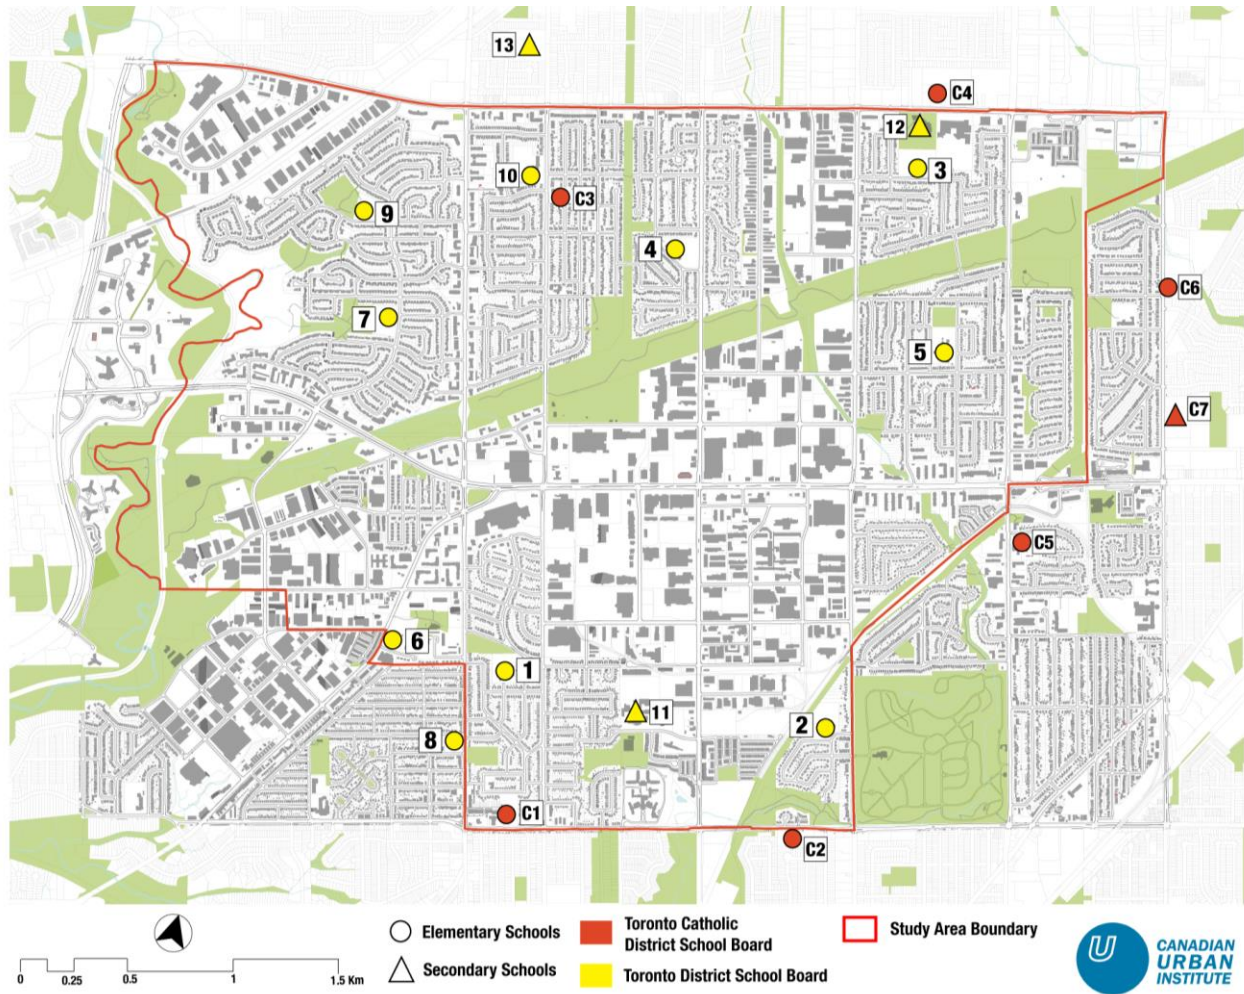 13
C4
12
10
3
C3
9
4
C6
7
5
C7
C5
6
1
11
2
8
C1
C2
Elementary Schools
Secondary Schools
Toronto Catholic
District School Board
Toronto District School Board
Study Area Boundary
0 0.25 0.5 1 1.5 Km
U
CANADIAN
URBAN
INSTITUTE